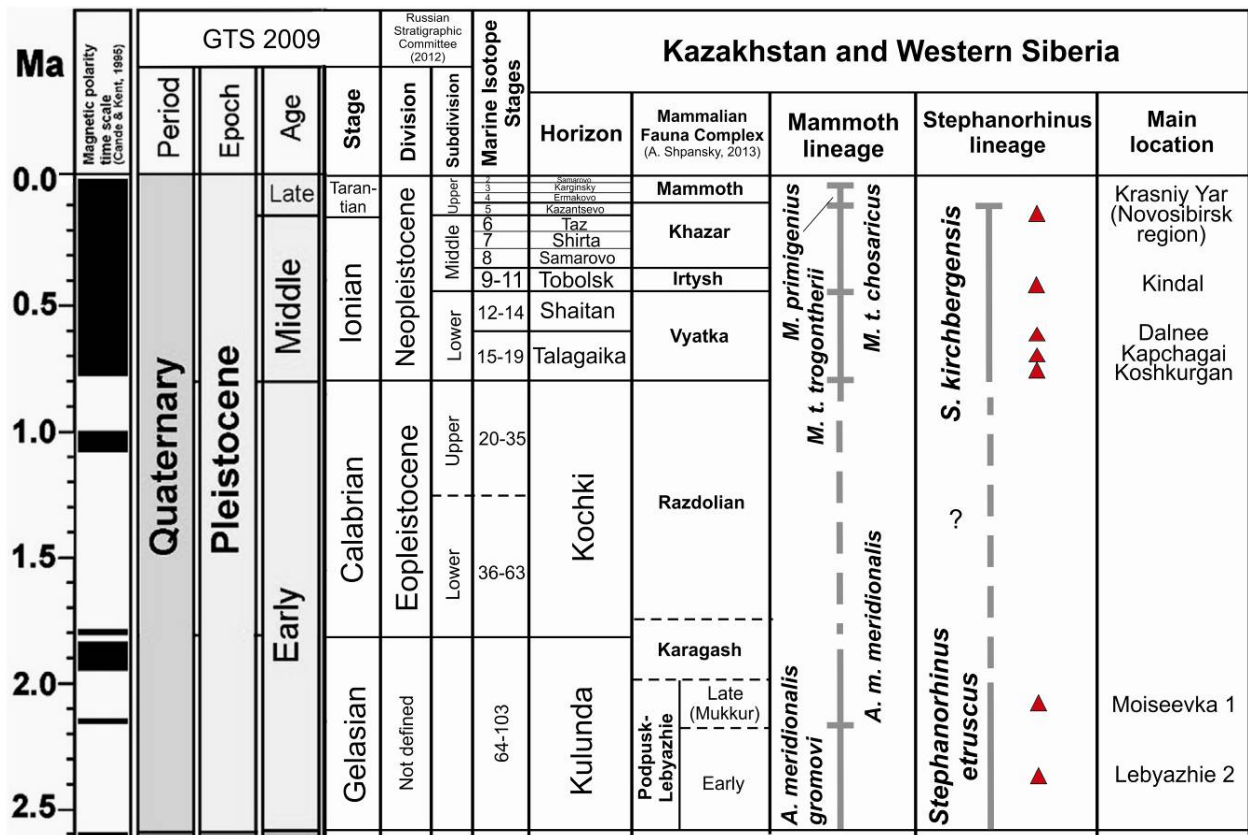 Ma
Magnetic polarity
time scale
(Cande & Kent, 1995)
GTS 2009
Period
Epoch
Age
Stage
Russian
Stratigraphic
Committee
(2012)
Division
Subdivision
Marine Isotope
Stages
Kazakhstan and Western Siberia
Horizon
Mammalian
Fauna Complex
(A. Shpansky, 2013)
Mammoth
lineage
Stephanorhinus
lineage
Main
location
0.0
0.5
1.0
1.5
2.0
2.5
Quaternary
Pleistocene
Late
Middle
Early
Taran-
tian
Ionian
Calabrian
Gelasian
Neopleistocene
Eopleistocene
Not defined
Upper
Middle
Lower
Upper
Lower
2
3
4
5
6
7
8
9-11
12-14
15-19
20-35
36-63
64-103
Samarovo
Karginsky
Ermakovo
Kazantsevo
Taz
Shirta
Samarovo
Tobolsk
Shaitan
Talagaika
Kochki
Kulunda
Mammoth
Khazar
Irtysh
Vyatka
Razdolian
Karagash
Podpusk-
Lebyazhie
Late
(Mukkur)
Early
M. primigenius
M. t. chosaricus
M. t. trogontherii
A. m. meridionalis
A. meridionalis
gromovi
S. kirchbergensis
?
Stephanorhinus
etruscus
Krasniy Yar
(Novosibirsk
region)
Kindal
Dalnee
Kapchagai
Koshkurgan
Moiseevka 1
Lebyazhie 2